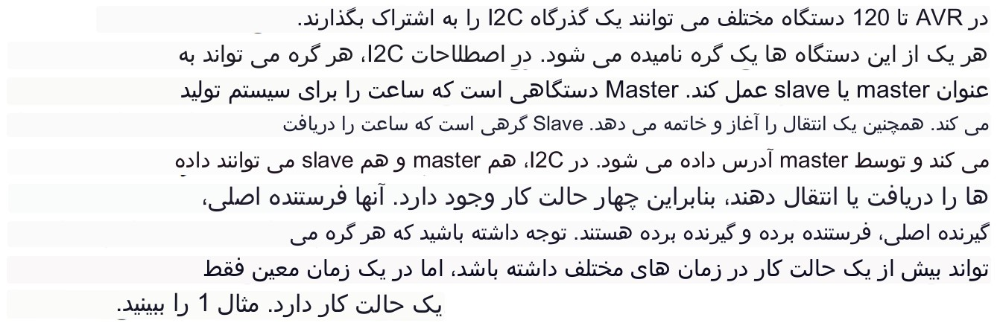 در AVR تا 120 دستگاه مختلف می توانند یک گذرگاه I2C را به اشتراک بگذارند.
هر یک از این دستگاه ها یک گره نامیده می شود. در اصطلاحات I2C، هر گره می تواند به
عنوان master یا slave عمل کند. Master دستگاهی است که ساعت را برای سیستم تولید
می کند. همچنین یک انتقال را آغاز و خاتمه می دهد. Slave گرهی است که ساعت را دریافت
می کند و توسط master آدرس داده می شود. در I2C، هم master و هم slave می توانند داده
ها را دریافت یا انتقال دهند، بنابراین چهار حالت کار وجود دارد. آنها فرستنده اصلی،
گیرنده اصلی، فرستنده برده و گیرنده برده هستند. توجه داشته باشید که هر گره می
تواند بیش از یک حالت کار در زمان های مختلف داشته باشد، اما در یک زمان معین فقط
یک حالت کار دارد. مثال 1 را ببینید.